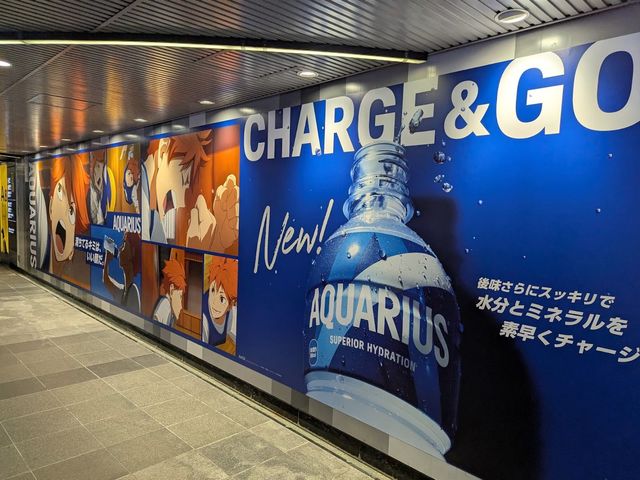 CHARGE&GO
New!
AQUARIUS
SUPERIOR HYDRATION
後味さらにスッキリで
水分とミネラルを
素早くチャージ
AQUARIUS
AQUARIUS